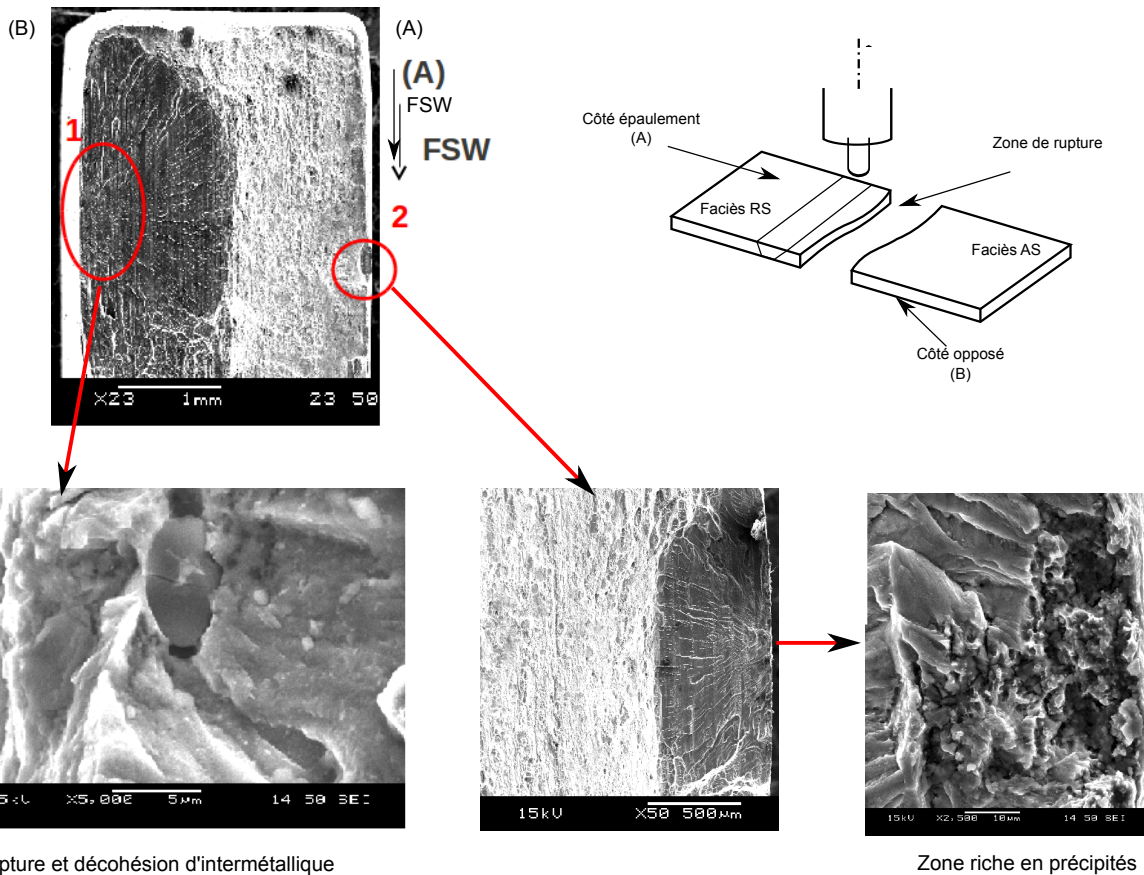 (B)
(A)
(A)
FSW
FSW
1
2
X23 1mm 23 50
Côté épaulement
(A)
Zone de rupture
Faciès RS
Faciès AS
Côté opposé
(B)
X5,000 5µm 14 50 SEI
15kU X50 500µm
15kU X2,500 10µm 14 50 SEI
pture et décohésion d'intermétallique
Zone riche en précipités